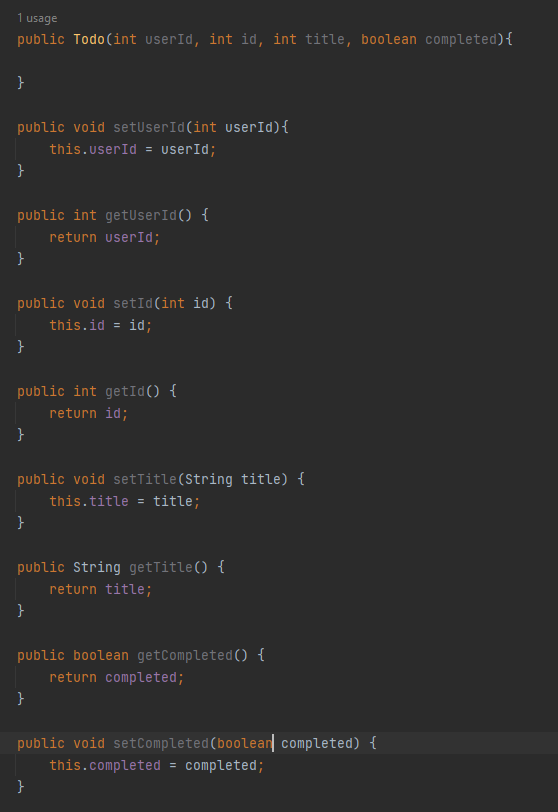 1 usage
public Todo(int userId, int id, int title, boolean completed){
}
public void setUserId(int userId){
this.userId = userId;
}
public int getUserId() {
return userId;
}
public void setId(int id) {
this.id = id;
}
public int getId() {
return id;
}
public void setTitle(String title) {
this.title = title;
}
public String getTitle() {
return title;
}
public boolean getCompleted() {
return completed;
}
public void setCompleted(boolean completed) {
this.completed = completed;
}